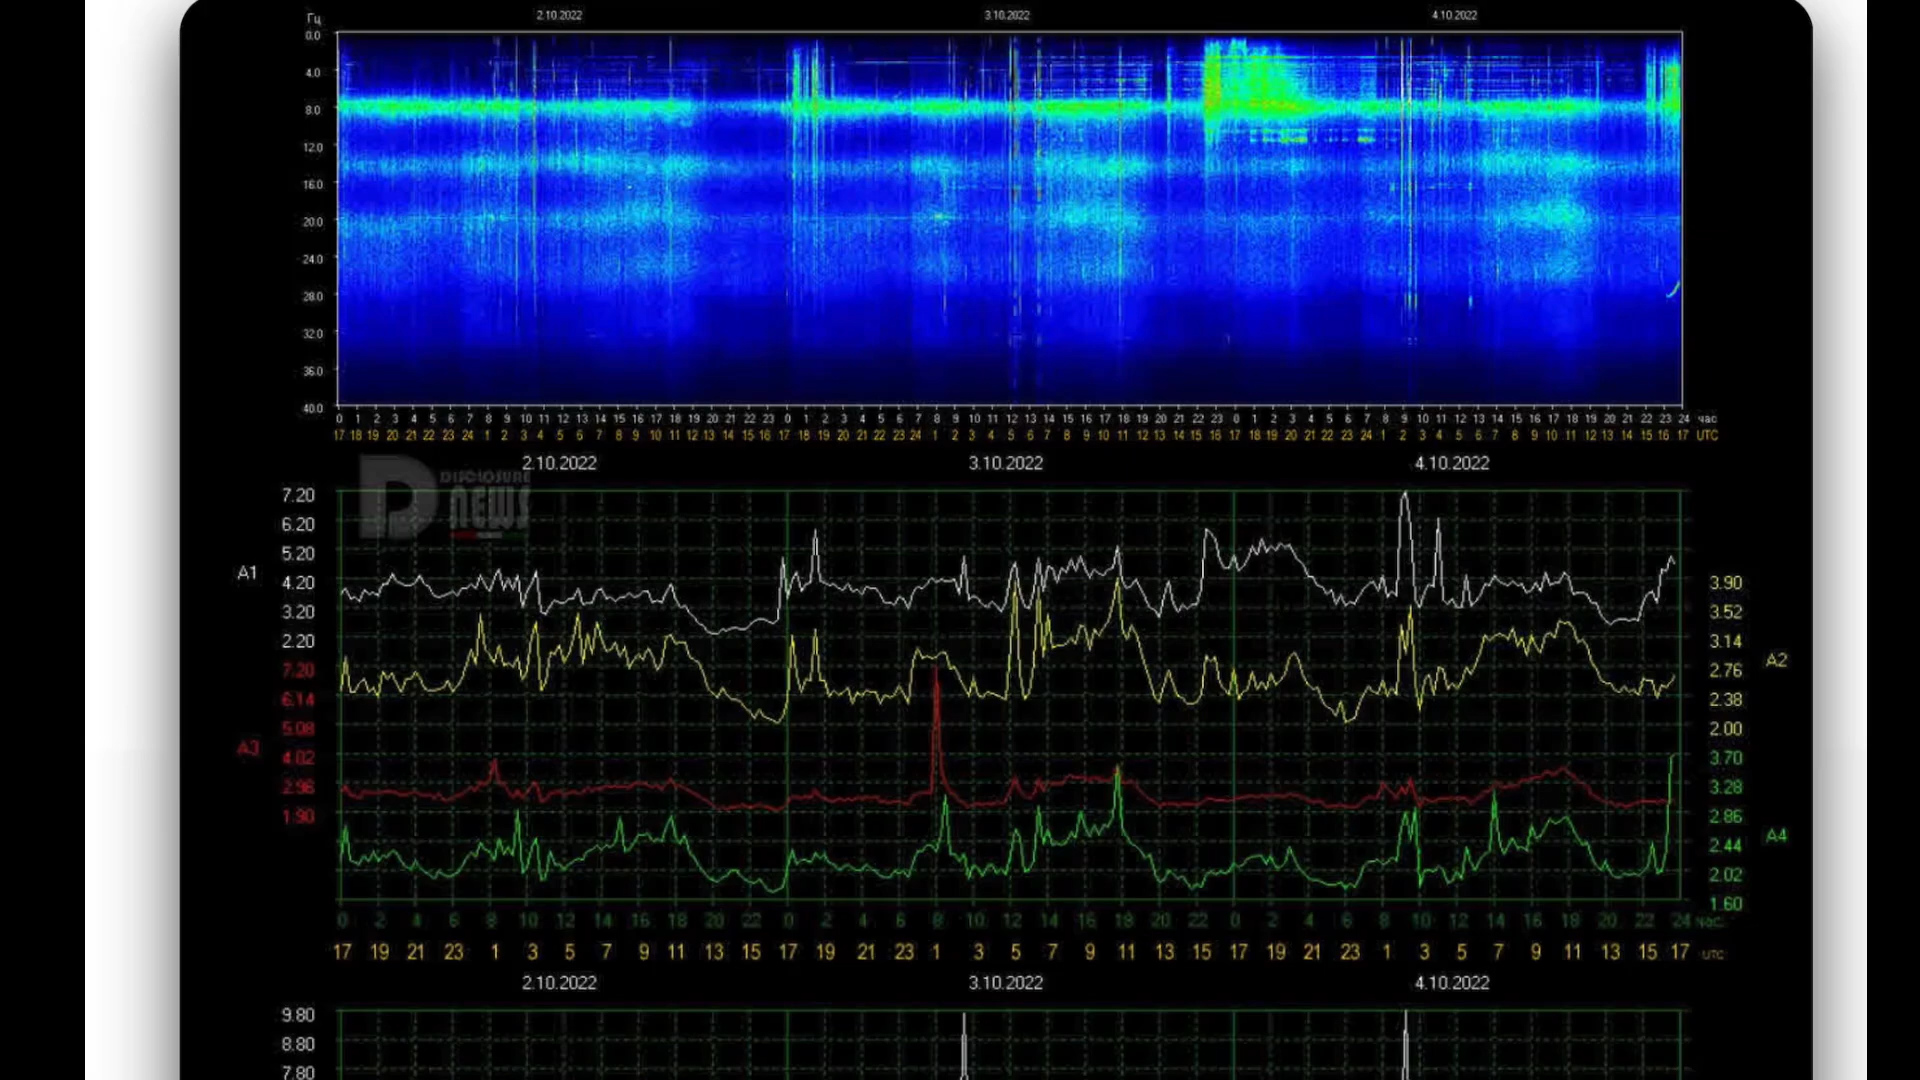 Гц 2.10.2022 3.10.2022 4.10.2022
0.0
4.0
8.0
12.0
16.0
20.0
24.0
28.0
32.0
36.0
40.0
0 1 2 3 4 5 6 7 8 9 10 11 12 13 14 15 16 17 18 19 20 21 22 23 0 1 2 3 4 5 6 7 8 9 10 11 12 13 14 15 16 17 18 19 20 21 22 23 0 1 2 3 4 5 6 7 8 9 10 11 12 13 14 15 16 17 18 19 20 21 22 23 24 час
17 18 19 20 21 22 23 24 1 2 3 4 5 6 7 8 9 10 11 12 13 14 15 16 17 18 19 20 21 22 23 24 1 2 3 4 5 6 7 8 9 10 11 12 13 14 15 16 17 18 19 20 21 22 23 24 1 2 3 4 5 6 7 8 9 10 11 12 13 14 15 16 17 UTC
2.10.2022 3.10.2022 4.10.2022
D DISCLOSURE
NEWS
7.20
6.20
5.20
A1
4.20 3.90
3.20 3.52
2.20 3.14
7.20 2.76 A2
6.14 2.38
5.08 2.00
A3
4.02 3.70
2.96 3.28
1.90 2.86
A4
2.44
2.02
1.60
0 2 4 6 8 10 12 14 16 18 20 22 0 2 4 6 8 10 12 14 16 18 20 22 0 2 4 6 8 10 12 14 16 18 20 22 24 час
17 19 21 23 1 3 5 7 9 11 13 15 17 19 21 23 1 3 5 7 9 11 13 15 17 19 21 23 1 3 5 7 9 11 13 15 17 UTC
2.10.2022 3.10.2022 4.10.2022
9.80
8.80
7.80